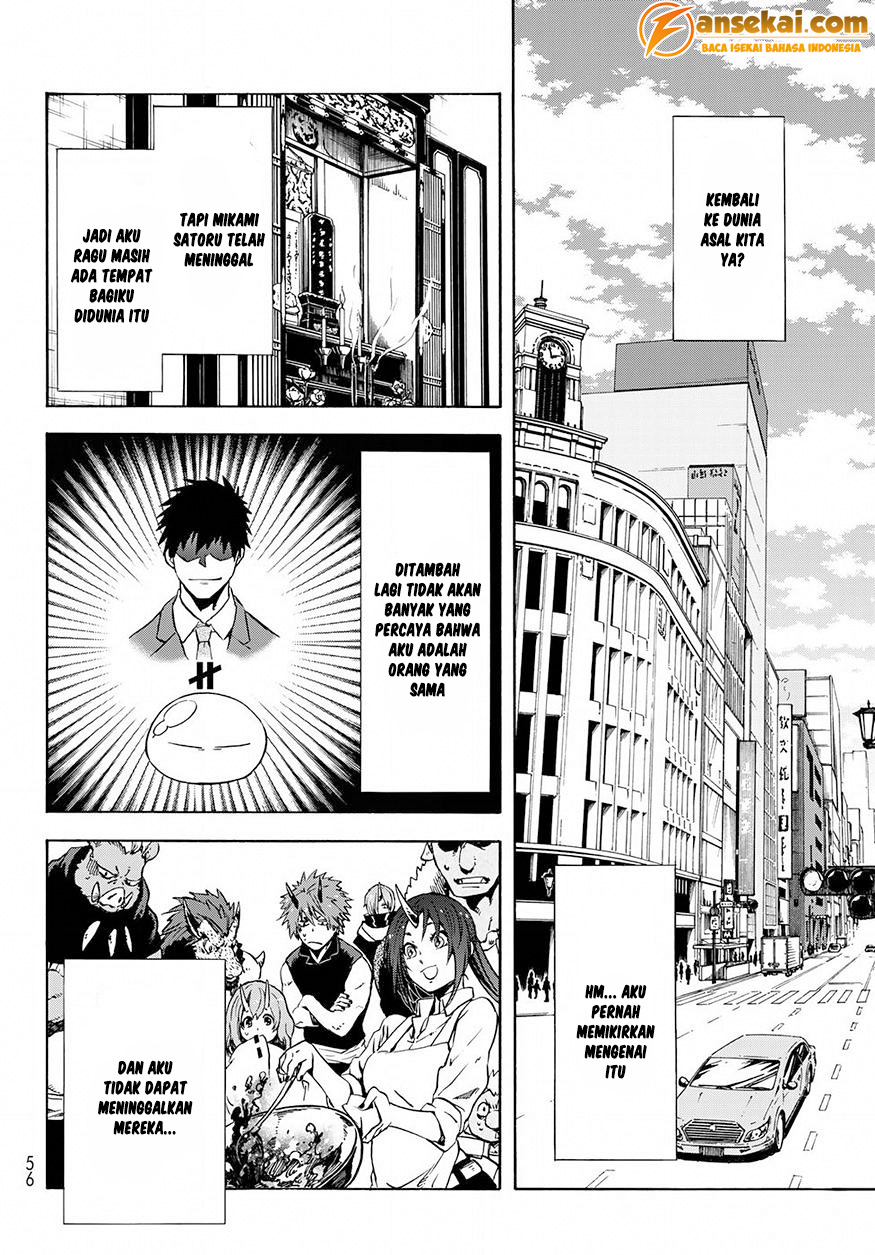 Zansekai.com
BACA ISEKAI BAHASA INDONESIA
KEMBALI
KE DUNIA
ASAL KITA
YA?
HM... AKU
PERNAH
MEMIKIRKAN
MENGENAI
ITU
TAPI MIKAMI
SATORU TELAH
MENINGGAL
JADI AKU
RAGU MASIH
ADA TEMPAT
BAGIKU
DIDUNIA ITU
DITAMBAH
LAGI TIDAK AKAN
BANYAK YANG
PERCAYA BAHWA
AKU ADALAH
ORANG YANG
SAMA
DAN AKU
TIDAK DAPAT
MENINGGALKAN
MEREKA...
56